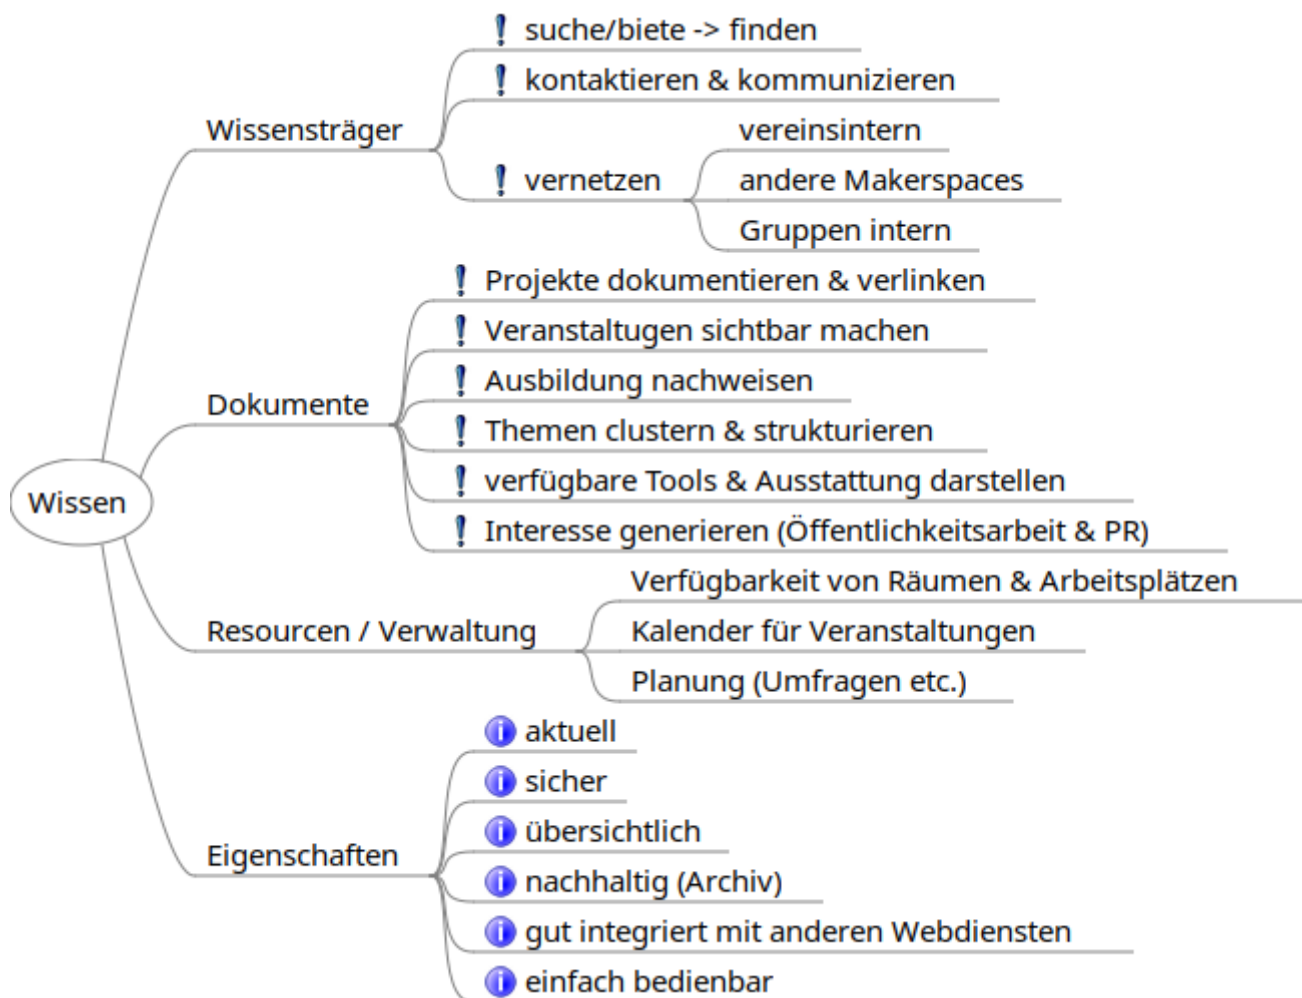 suche/biete -> finden
kontaktieren & kommunizieren
Wissensträger
vereinsintern
vernetzen
andere Makerspaces
Gruppen intern
Projekte dokumentieren & verlinken
Veranstaltugen sichtbar machen
Ausbildung nachweisen
Dokumente
Themen clustern & strukturieren
verfügbare Tools & Ausstattung darstellen
Wissen
Interesse generieren (Öffentlichkeitsarbeit & PR)
Verfügbarkeit von Räumen & Arbeitsplätzen
Resourcen / Verwaltung
Kalender für Veranstaltungen
Planung (Umfragen etc.)
aktuell
sicher
übersichtlich
Eigenschaften
nachhaltig (Archiv)
gut integriert mit anderen Webdiensten
einfach bedienbar